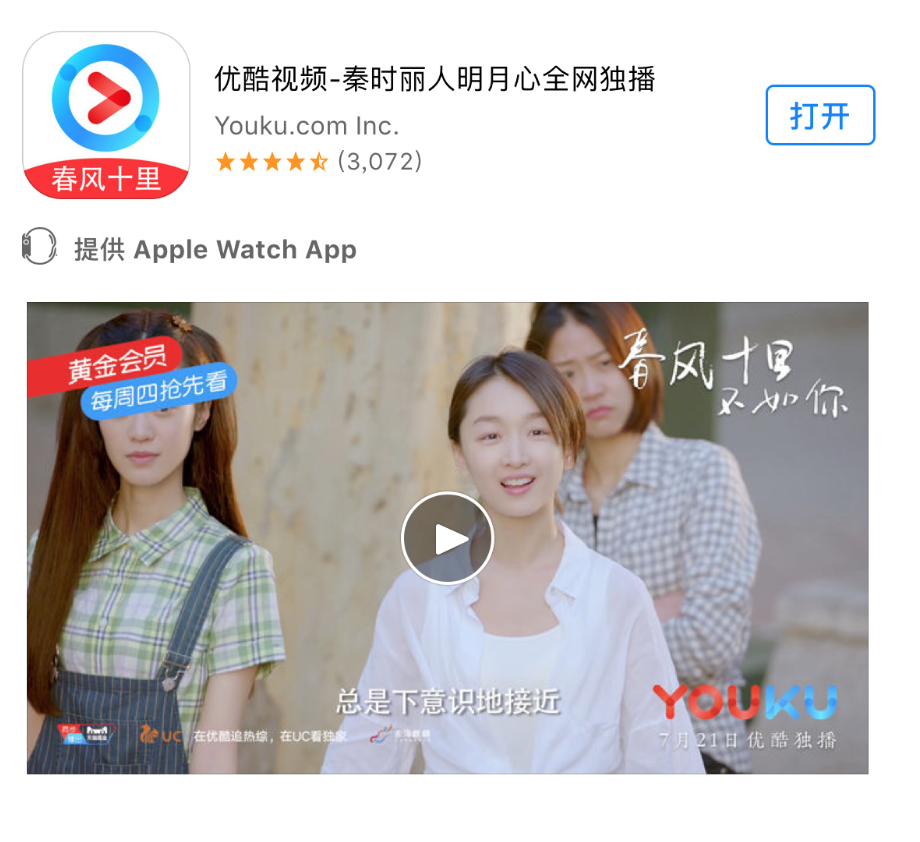 优酷视频-秦时丽人明月心全网独播
Youku.com Inc.
(3,072)
打开
春风十里
提供 Apple Watch App
黄金会员
每周四抢先看
春风十里
不如你
总是下意识地接近
YOUKU
7月21日优酷独播
UC 在优酷追热综，在UC看独家